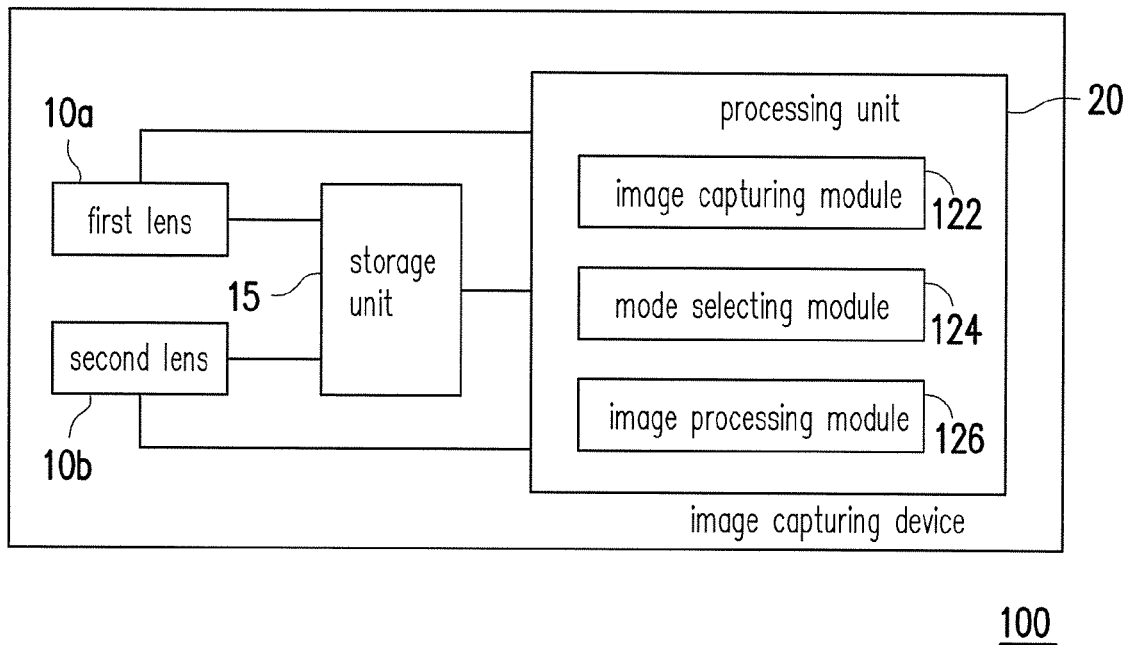 10a
processing unit
20
first lens
image capturing module
122
storage
unit
15
mode selecting module
124
second lens
image processing module
126
10b
image capturing device
100